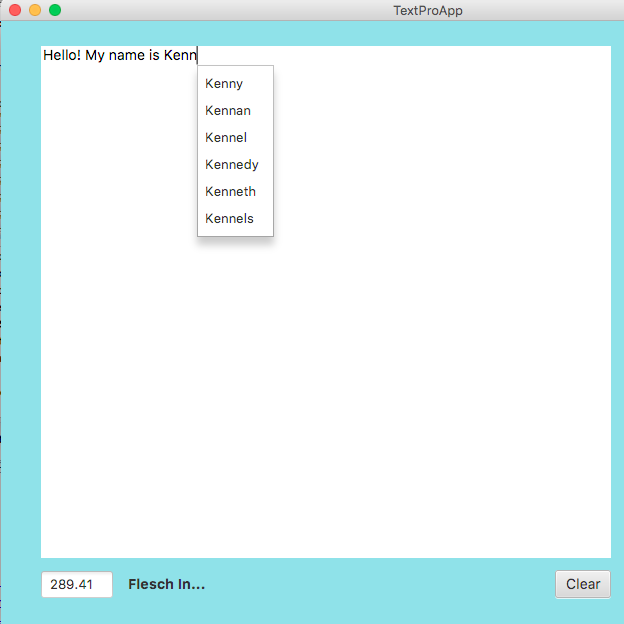 TextProApp
Hello! My name is Kenn
Kenny
Kennan
Kennel
Kennedy
Kenneth
Kennels
289.41 Flesch In...
Clear